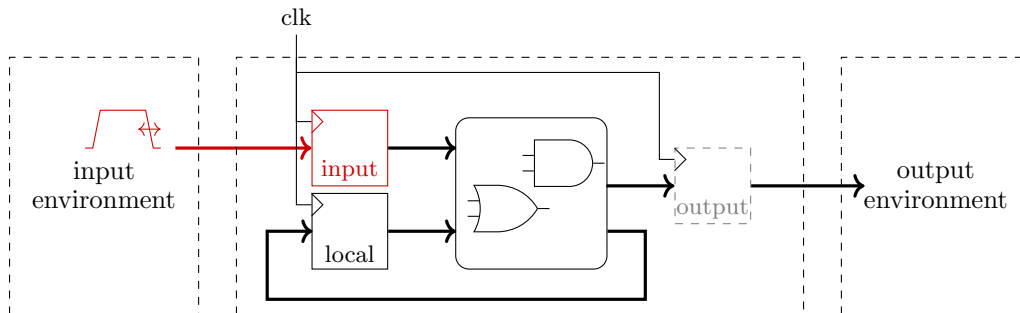 clk
input
environment
input
local
output
output
environment